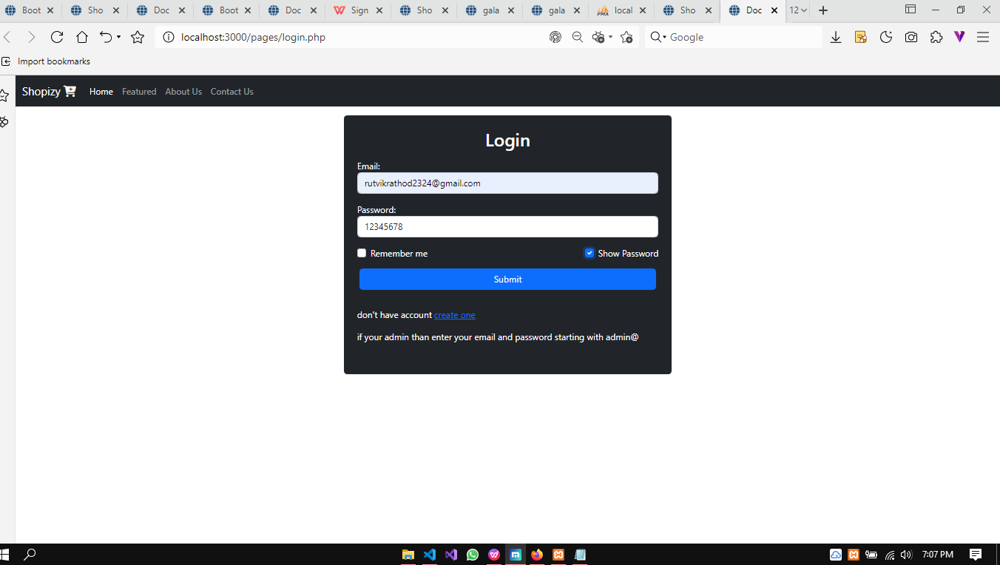 Boot Sho Doc Boot Doc Sign Sho gala gala local Sho Doc 12
localhost:3000/pages/login.php Google
Import bookmarks
Shopizy Home Featured About Us Contact Us
Login
Email:
rutvikrathod2324@gmail.com
Password:
12345678
Remember me Show Password
Submit
don't have account create one
if your admin than enter your email and password starting with admin@
7:07 PM